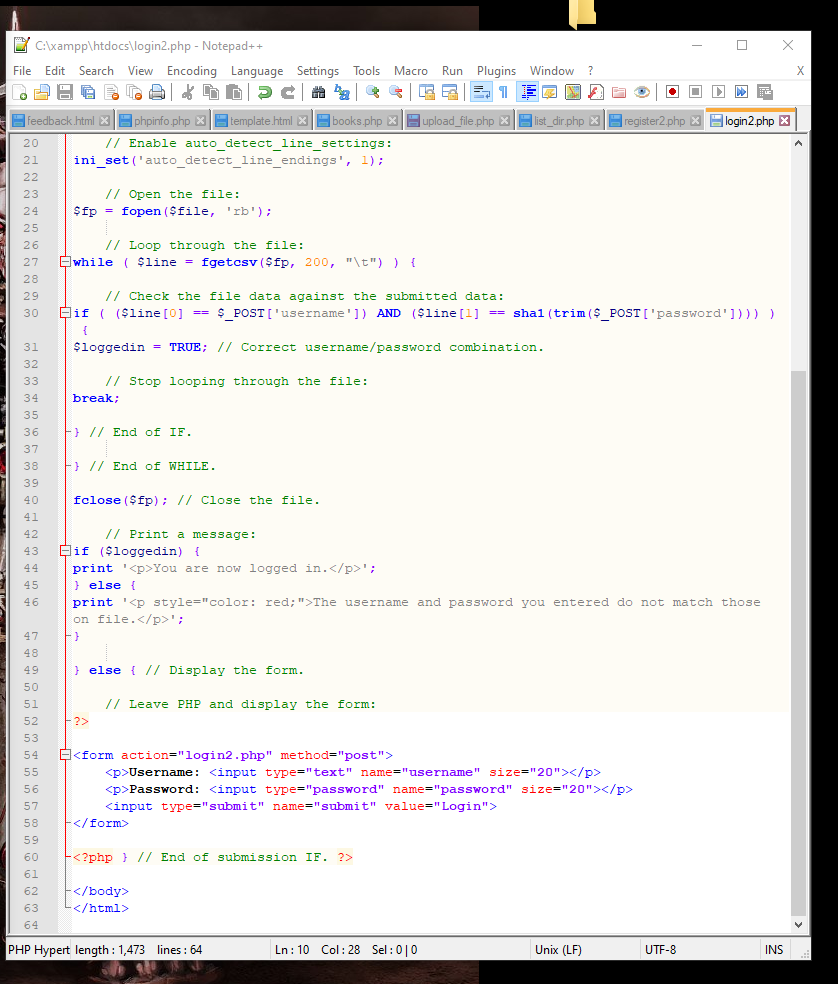 C:\xampp\htdocs\login2.php - Notepad++
File Edit Search View Encoding Language Settings Tools Macro Run Plugins Window ? X
feedback.html phpinfo.php template.html books.php upload_file.php list_dir.php register2.php login2.php
20 // Enable auto_detect_line_settings:
21 ini_set('auto_detect_line_endings', 1);
22
23 // Open the file:
24 $fp = fopen($file, 'rb');
25
26 // Loop through the file:
27 while ( $line = fgetcsv($fp, 200, "\t") ) {
28
29 // Check the file data against the submitted data:
30 if ( ($line[0] == $_POST['username']) AND ($line[1] == sha1(trim($_POST['password']))) )
{
31 $loggedin = TRUE; // Correct username/password combination.
32
33 // Stop looping through the file:
34 break;
35
36 } // End of IF.
37
38 } // End of WHILE.
39
40 fclose($fp); // Close the file.
41
42 // Print a message:
43 if ($loggedin) {
44 print '<p>You are now logged in.</p>';
45 } else {
46 print '<p style="color: red;">The username and password you entered do not match those
on file.</p>';
47 }
48
49 } else { // Display the form.
50
51 // Leave PHP and display the form:
52 ?>
53
54 <form action="login2.php" method="post">
55 <p>Username: <input type="text" name="username" size="20"></p>
56 <p>Password: <input type="password" name="password" size="20"></p>
57 <input type="submit" name="submit" value="Login">
58 </form>
59
60 <?php } // End of submission IF. ?>
61
62 </body>
63 </html>
64
PHP Hypert length : 1,473 lines : 64 Ln : 10 Col : 28 Sel : 0 | 0 Unix (LF) UTF-8 INS